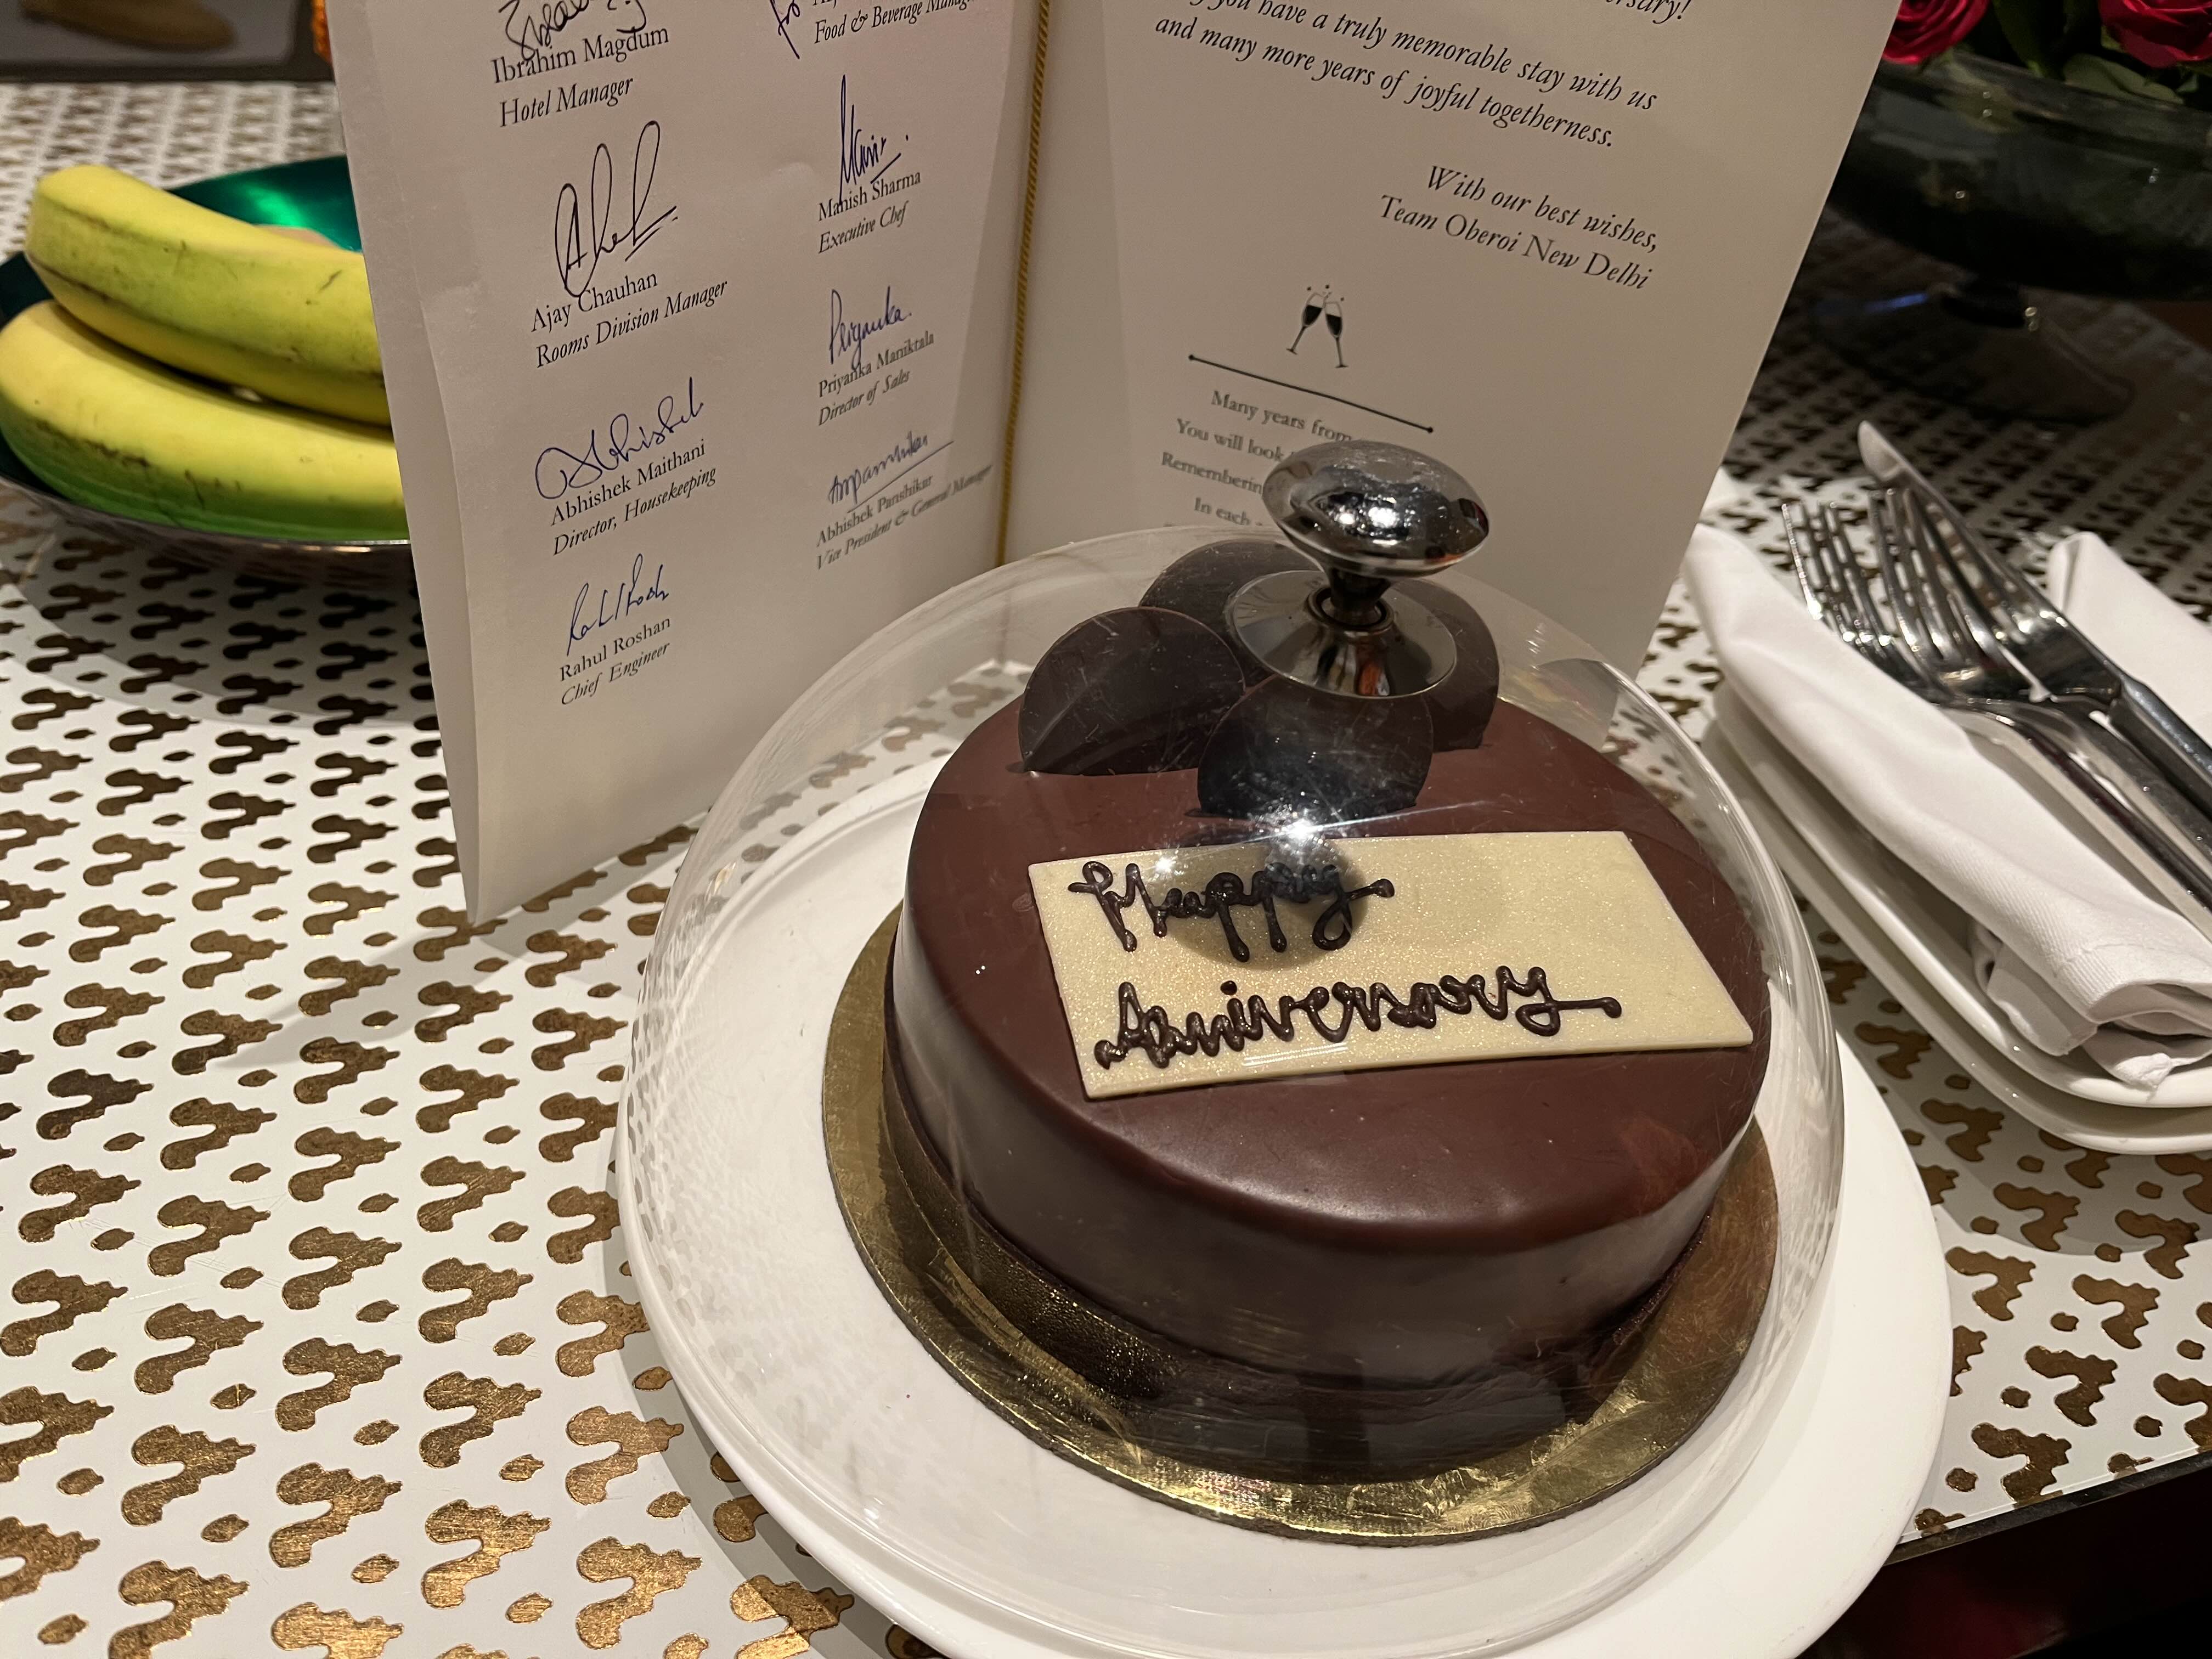 Ibrahim Magdum
Hotel Manager
Ajay Chauhan
Rooms Division Manager
Abhishek
Abhishek Maithani
Director, Housekeeping
Rahul Roshan
Chief Engineer
Food & Beverage
Manish Sharma
Executive Chef
Priyanka
Priyanka Maniktala
Director of Sales
Abhishek Panshikar
Vice President & General Manager
you have a truly memorable stay with us
and many more years of joyful togetherness.
With our best wishes,
Team Oberoi New Delhi
Many years from
You will look
In each
Happy
Anniversary